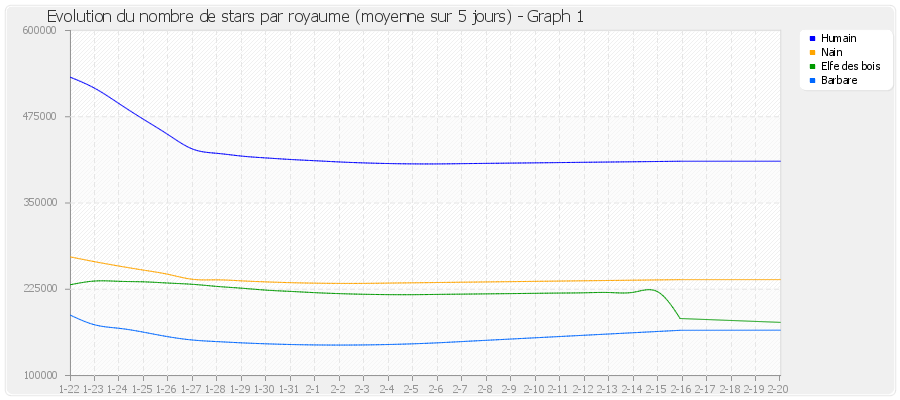 Evolution du nombre de stars par royaume (moyenne sur 5 jours) - Graph 1
600000
475000
350000
225000
100000
1-22 1-23 1-24 1-25 1-26 1-27 1-28 1-29 1-30 1-31 2-1 2-2 2-3 2-4 2-5 2-6 2-7 2-8 2-9 2-10 2-11 2-12 2-13 2-14 2-15 2-16 2-17 2-18 2-19 2-20
Humain
Nain
Elfe des bois
Barbare